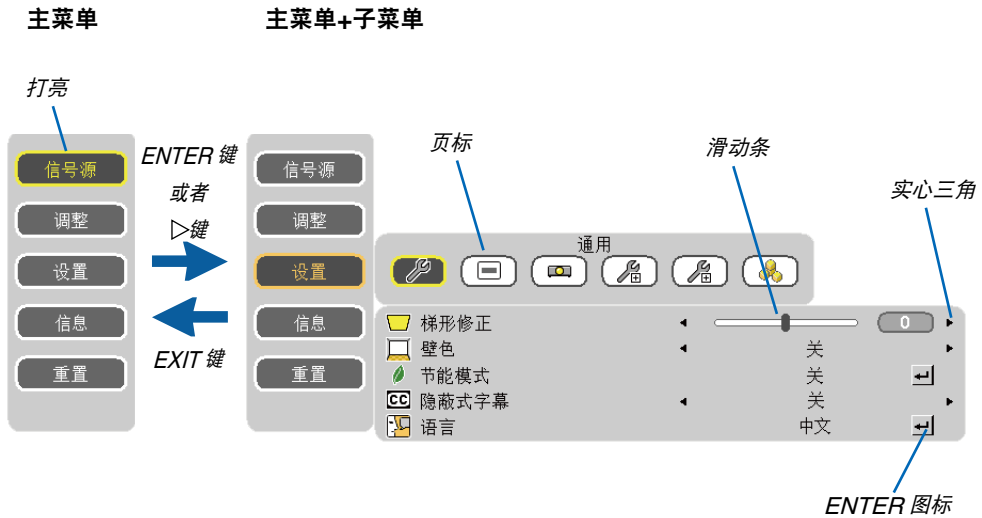 主菜单
主菜单+子菜单
打亮
页标
滑动条
实心三角
信号源
调整
设置
信息
重置
ENTER 键
或者
▷键
EXIT 键
信号源
调整
设置
信息
重置
通用
梯形修正 0
壁色 关
节能模式 关
CC 隐蔽式字幕 关
语言 中文
ENTER 图标